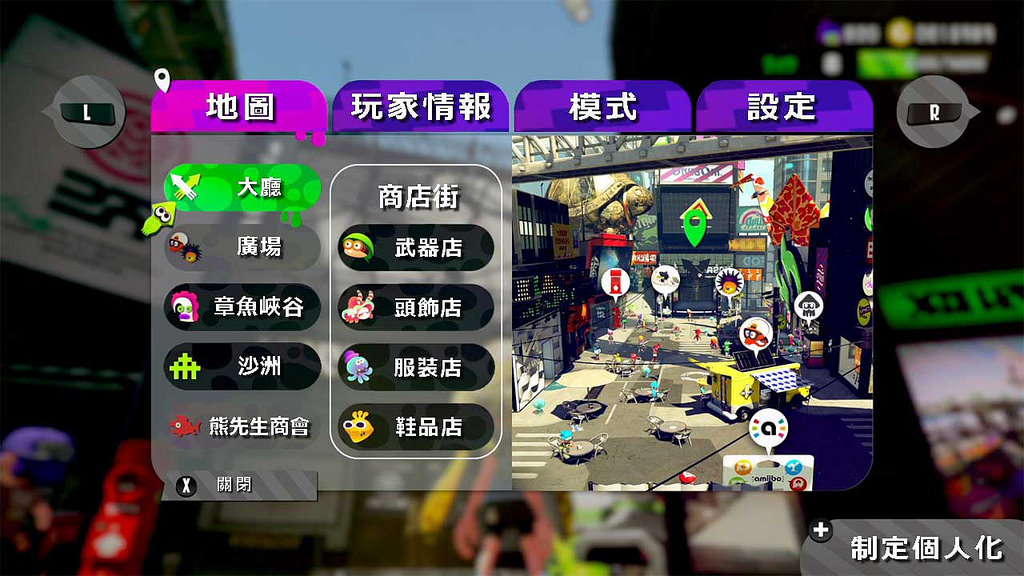 L
地圖
玩家情報
模式
設定
R
大廳
廣場
章魚峽谷
沙洲
熊先生商會
商店街
武器店
頭飾店
服裝店
鞋品店
a
amiibo
X 關閉
+
制定個人化